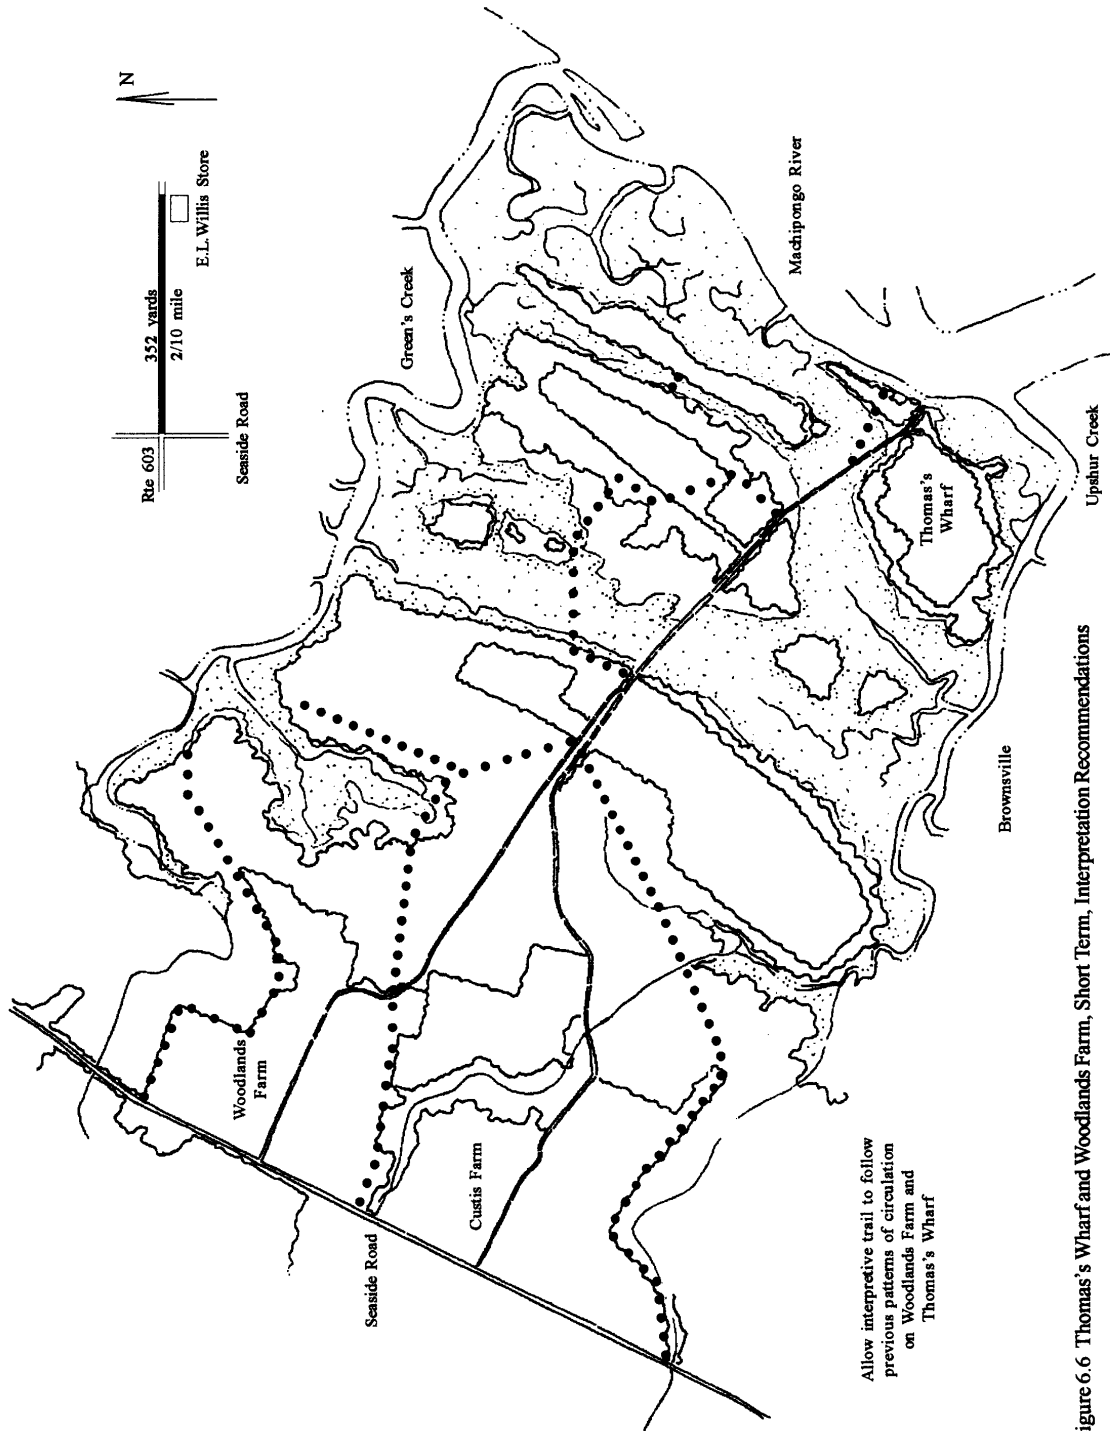 N
352 yards
2/10 mile
E.L.Willis Store
Rte 603
Seaside Road
Green's Creek
Machipongo River
Woodlands
Farm
Seaside Road
Custis Farm
Thomas's
Wharf
Upshur Creek
Brownsville
Allow interpretive trail to follow
previous patterns of circulation
on Woodlands Farm and
Thomas's Wharf
igure 6.6 Thomas's Wharf and Woodlands Farm, Short Term, Interpretation Recommendations